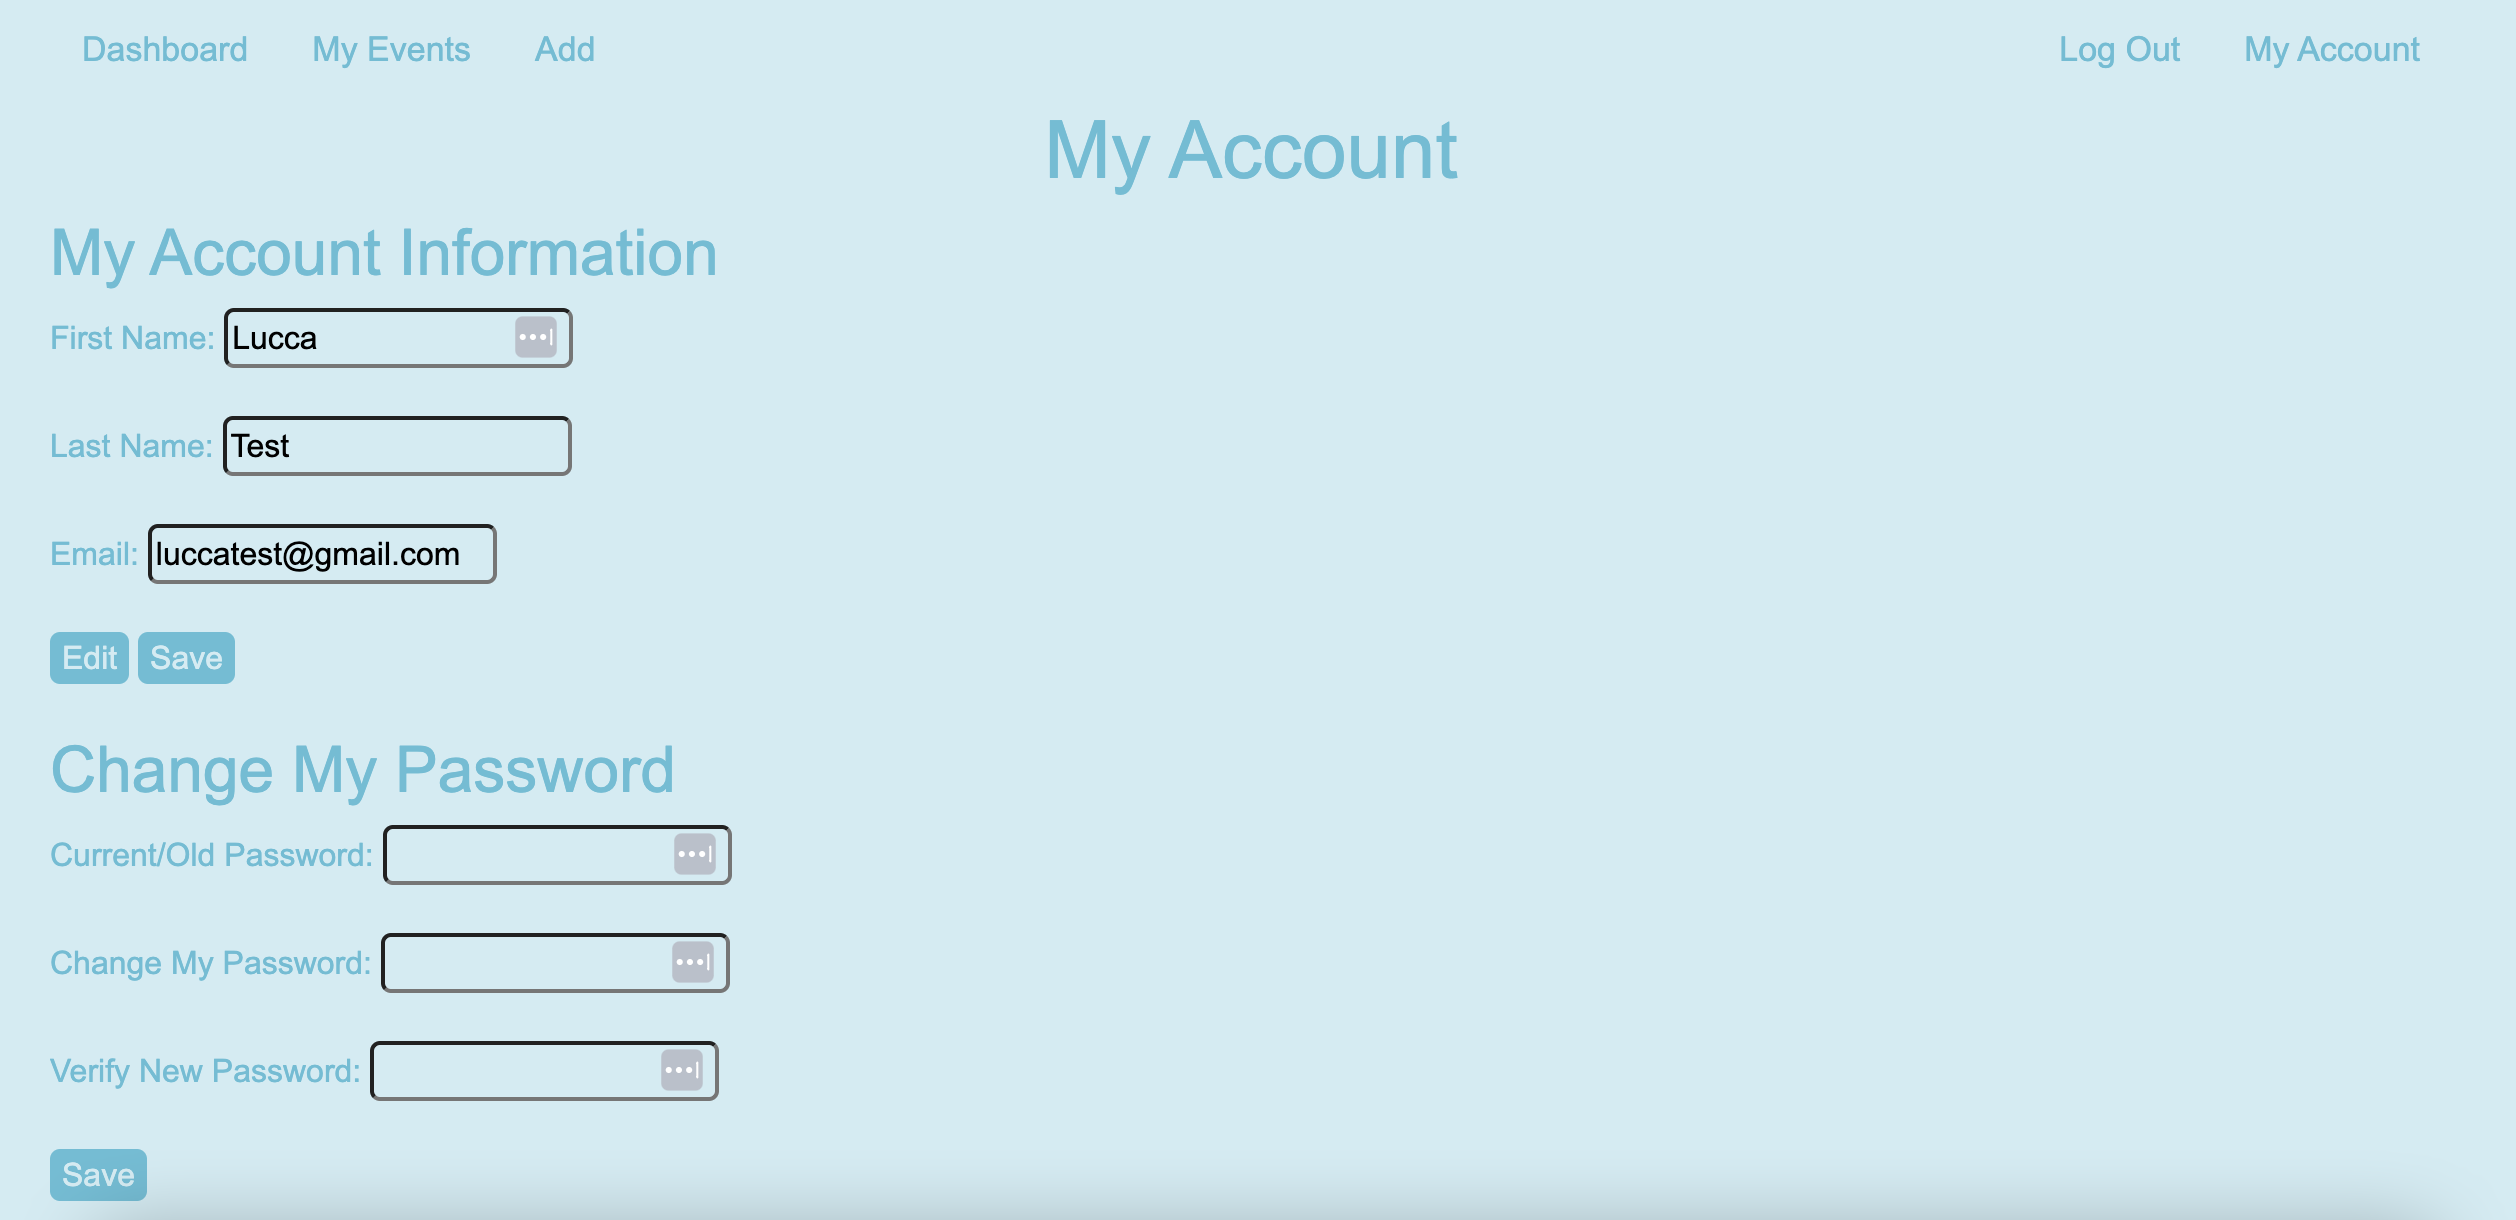 Dashboard My Events Add Log Out My Account
My Account
My Account Information
First Name: Lucca
Last Name: Test
Email: luccatest@gmail.com
Edit Save
Change My Password
Current/Old Password:
Change My Password:
Verify New Password:
Save